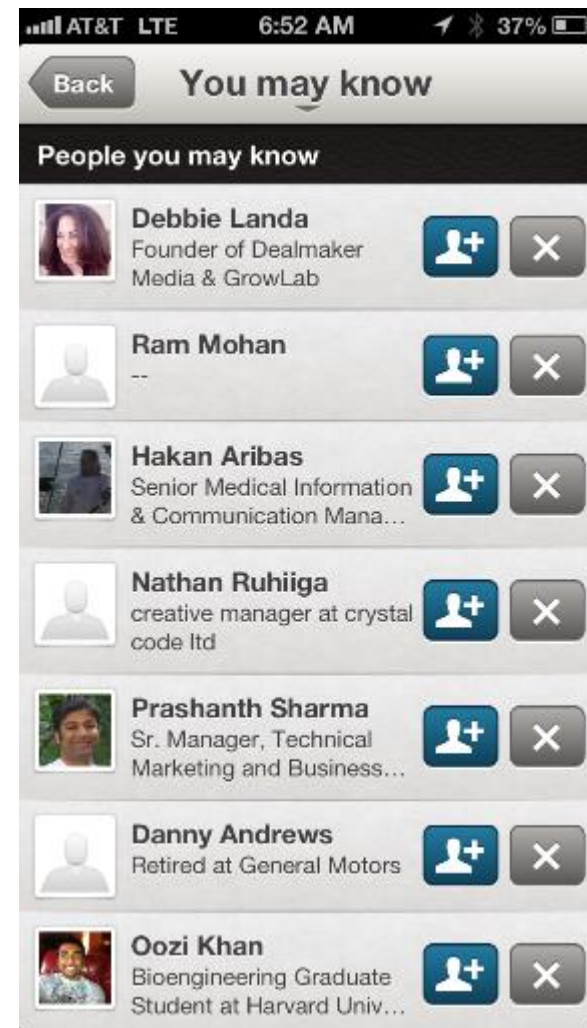 AT&T LTE 6:52 AM 37%
Back You may know
People you may know
Debbie Landa
Founder of Dealmaker
Media & GrowLab
Ram Mohan
--
Hakan Aribas
Senior Medical Information
& Communication Mana...
Nathan Ruhiiga
creative manager at crystal
code ltd
Prashanth Sharma
Sr. Manager, Technical
Marketing and Business...
Danny Andrews
Retired at General Motors
Oozi Khan
Bioengineering Graduate
Student at Harvard Univ...